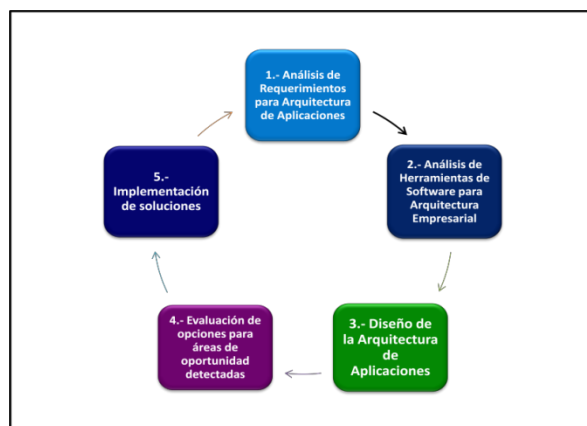 1.- Análisis de
Requerimientos
para Arquitectura
de Aplicaciones
2.- Análisis de
Herramientas de
Software para
Arquitectura
Empresarial
3.- Diseño de
la Arquitectura
de
Aplicaciones
4.- Evaluación de
opciones para
áreas de
oportunidad
detectadas
5.-
Implementación
de soluciones